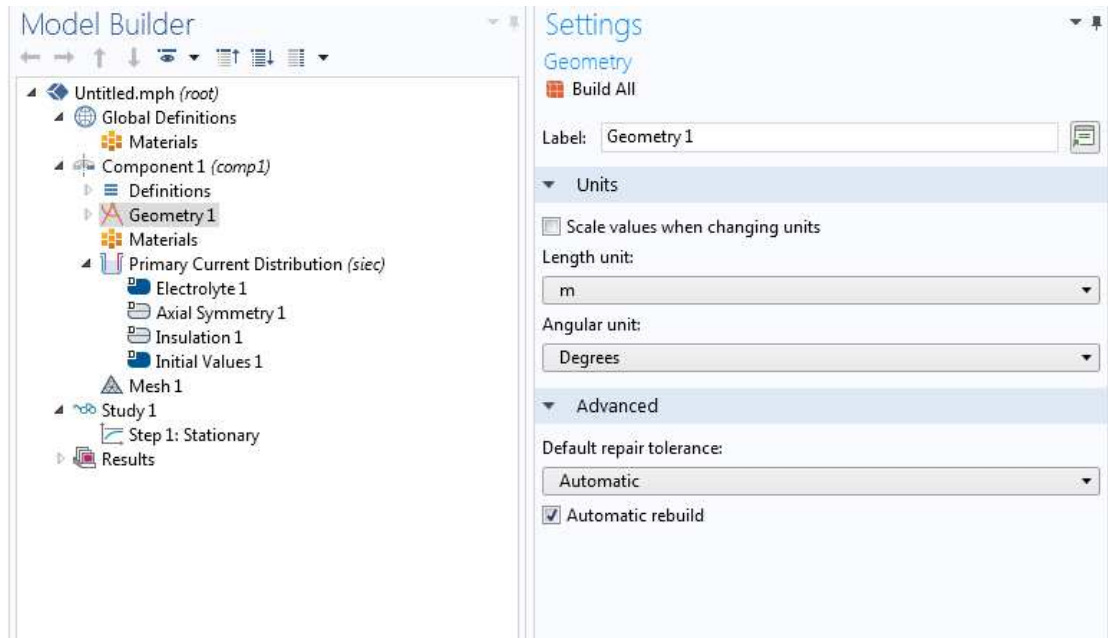 Model Builder
Untitled.mph (root)
Global Definitions
Materials
Component 1 (comp1)
Definitions
Geometry 1
Materials
Primary Current Distribution (siec)
Electrolyte 1
Axial Symmetry 1
Insulation 1
Initial Values 1
Mesh 1
Study 1
Step 1: Stationary
Results
Settings
Geometry
Build All
Label: Geometry 1
Units
Scale values when changing units
Length unit:
m
Angular unit:
Degrees
Advanced
Default repair tolerance:
Automatic
Automatic rebuild